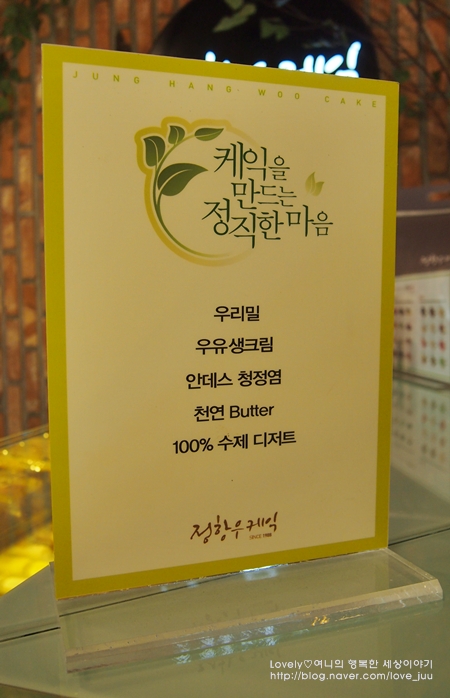 JUNG HANG·WOO CAKE
케익을
만드는
정직한 마음
우리밀
우유생크림
안데스 청정염
천연 Butter
100% 수제 디저트
정항우케익
Lovely♡여니의 행복한 세상이야기
http://blog.naver.com/love_juu